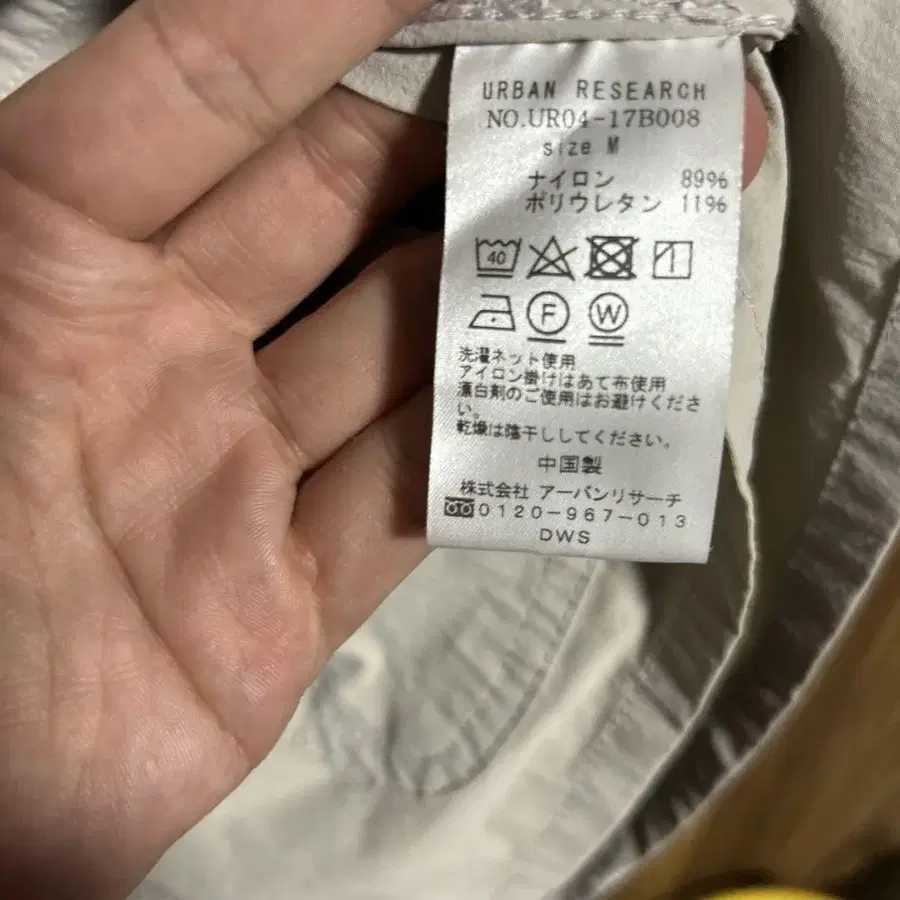 URBAN RESEARCH
NO.UR04-17B008
size M
ナイロン 89%
ポリウレタン 11%
40
F W
洗濯ネット使用
アイロン掛けはあて布使用
漂白剤のご使用はお避けくださ
い。
乾燥は陰干ししてください。
中国製
株式会社 アーバンリサーチ
0120-967-013
DWS